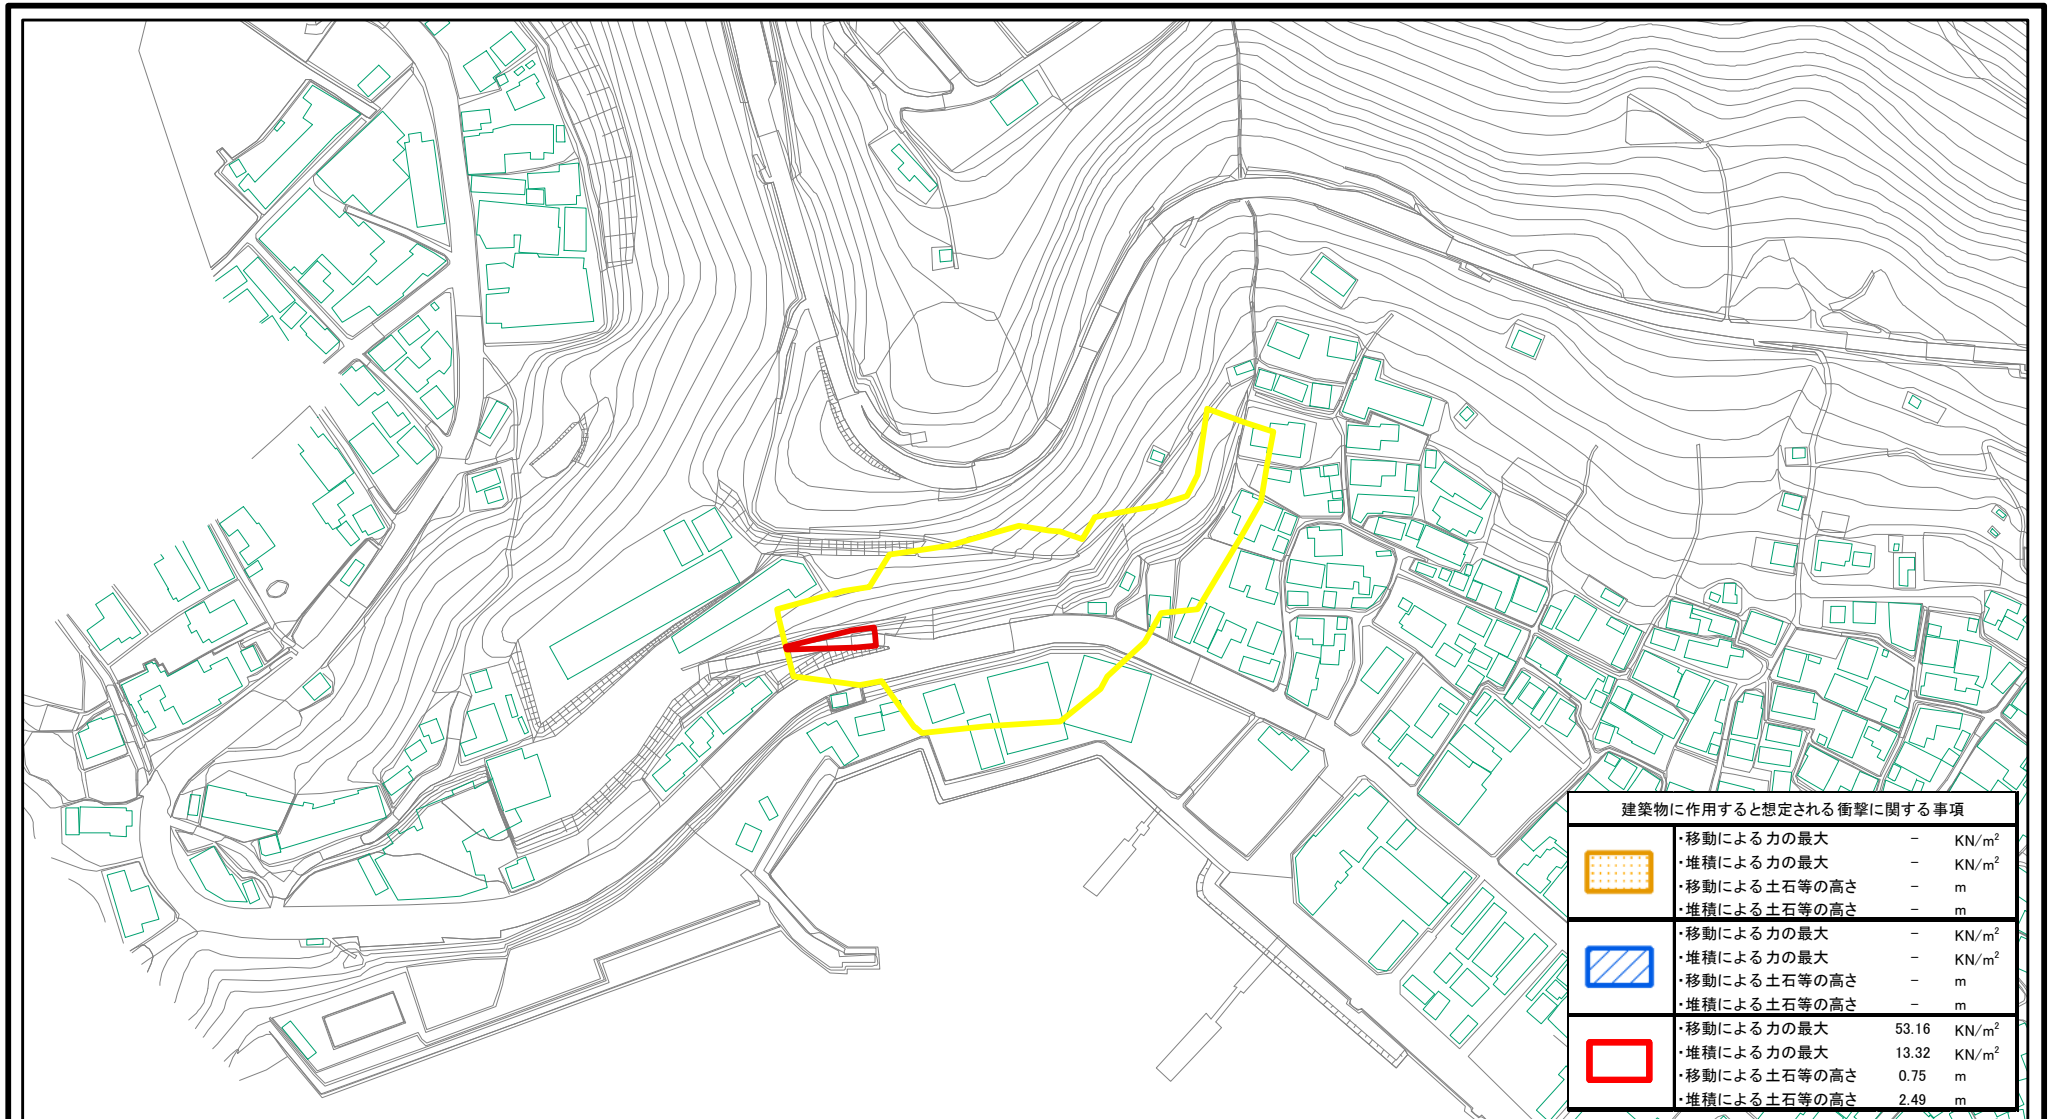 建築物に作用すると想定される衝撃に関する事項
・移動による力の最大 － KN/m²
・堆積による力の最大 － KN/m²
・移動による土石等の高さ － m
・堆積による土石等の高さ － m
・移動による力の最大 － KN/m²
・堆積による力の最大 － KN/m²
・移動による土石等の高さ － m
・堆積による土石等の高さ － m
・移動による力の最大 53.16 KN/m²
・堆積による力の最大 13.32 KN/m²
・移動による土石等の高さ 0.75 m
・堆積による土石等の高さ 2.49 m